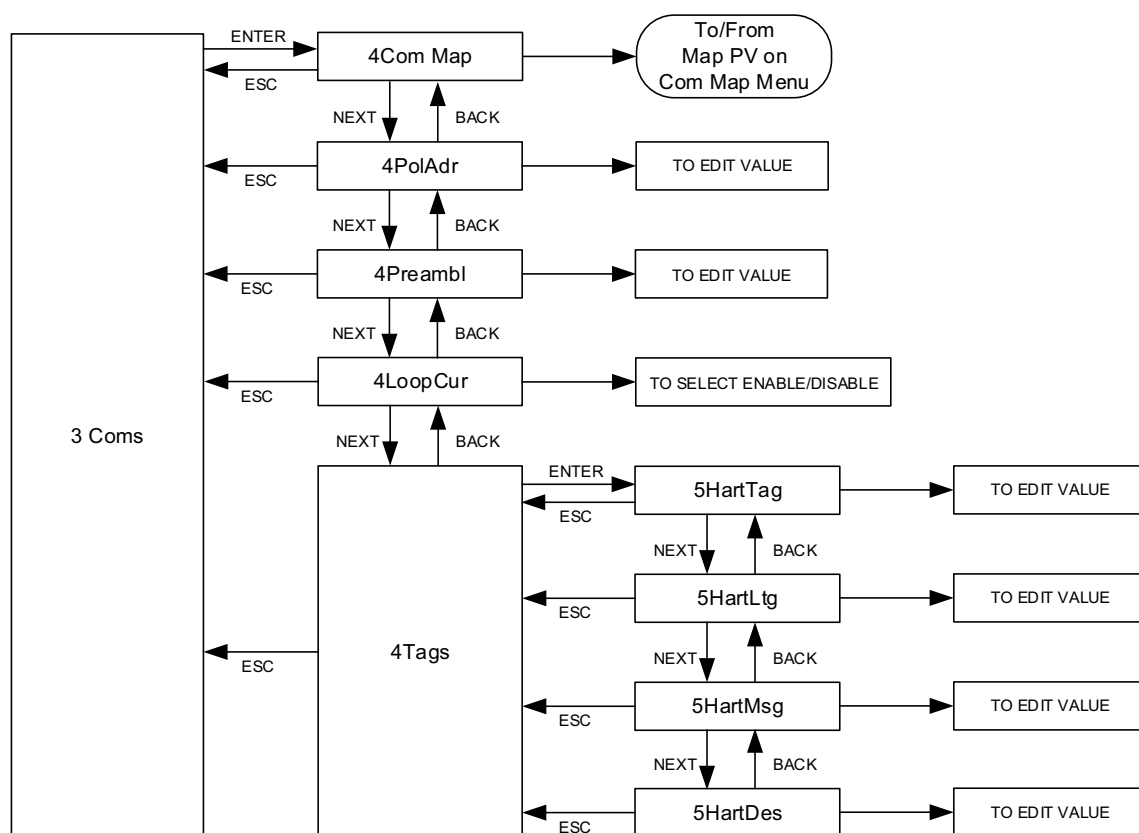 To/From
Map PV on
Com Map Menu
ENTER
4Com Map
ESC
NEXT
BACK
4PolAdr
TO EDIT VALUE
ESC
NEXT
BACK
4Preambl
TO EDIT VALUE
ESC
NEXT
BACK
4LoopCur
TO SELECT ENABLE/DISABLE
ESC
3 Coms
NEXT
BACK
ENTER
5HartTag
TO EDIT VALUE
ESC
NEXT
BACK
5HartLtg
TO EDIT VALUE
ESC
4Tags
ESC
NEXT
BACK
5HartMsg
TO EDIT VALUE
ESC
NEXT
BACK
5HartDes
TO EDIT VALUE
ESC